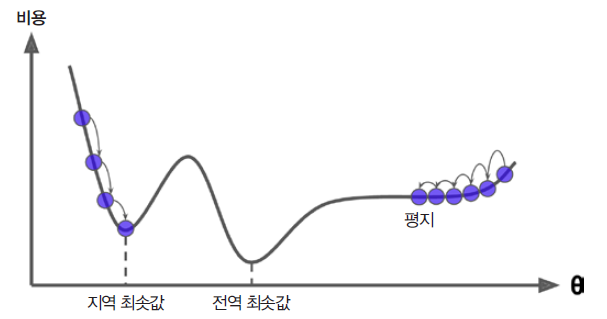 비용
평지
θ
지역 최솟값 전역 최솟값